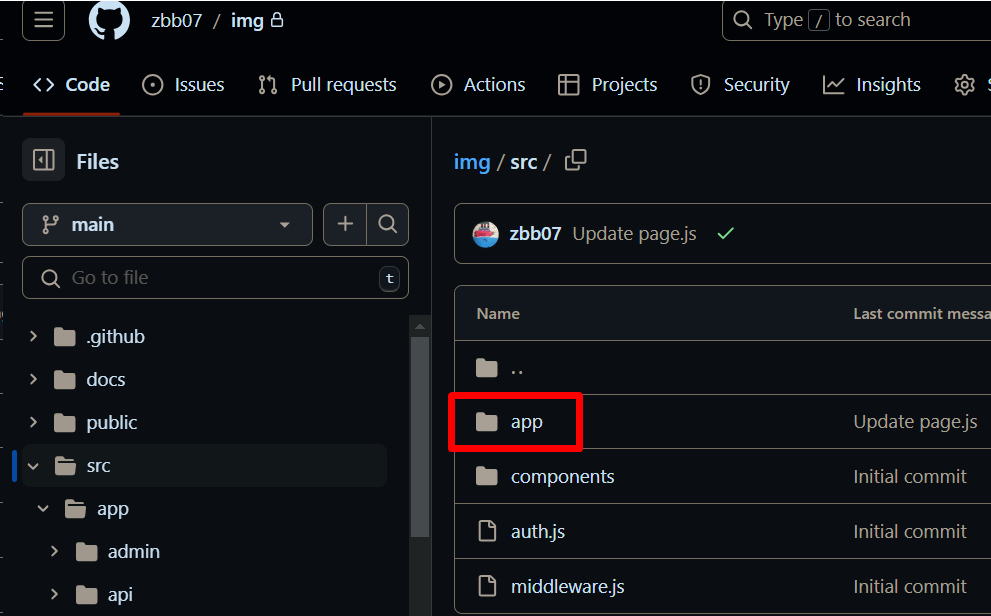 zbb07 / img Type / to search
Code Issues Pull requests Actions Projects Security Insights
Files
img / src /
main
zbb07 Update page.js
Go to file t
Name Last commit messa
.github
..
docs
app Update page.js
public
src
components Initial commit
app
auth.js Initial commit
admin
middleware.js Initial commit
api